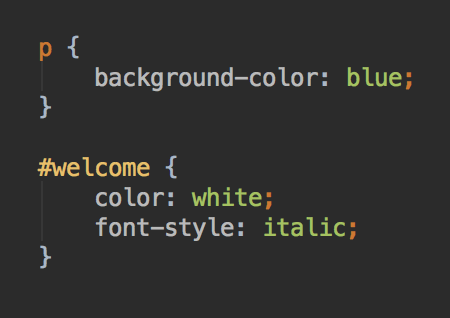 p {
    background-color: blue;
}

#welcome {
    color: white;
    font-style: italic;
}